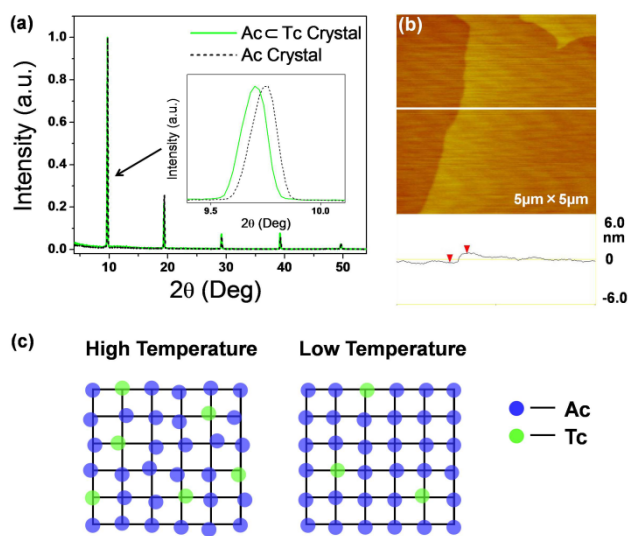 (a)
Ac ⊂ Tc Crystal
Ac Crystal
Intensity (a.u.)
1.0
0.8
0.6
0.4
0.2
0.0
10
20
30
40
50
2θ (Deg)
Intensity (a.u.)
9.5
10.0
2θ (Deg)
(b)
5μm × 5μm
6.0
nm
0
-6.0
(c)
High Temperature
Low Temperature
Ac
Tc